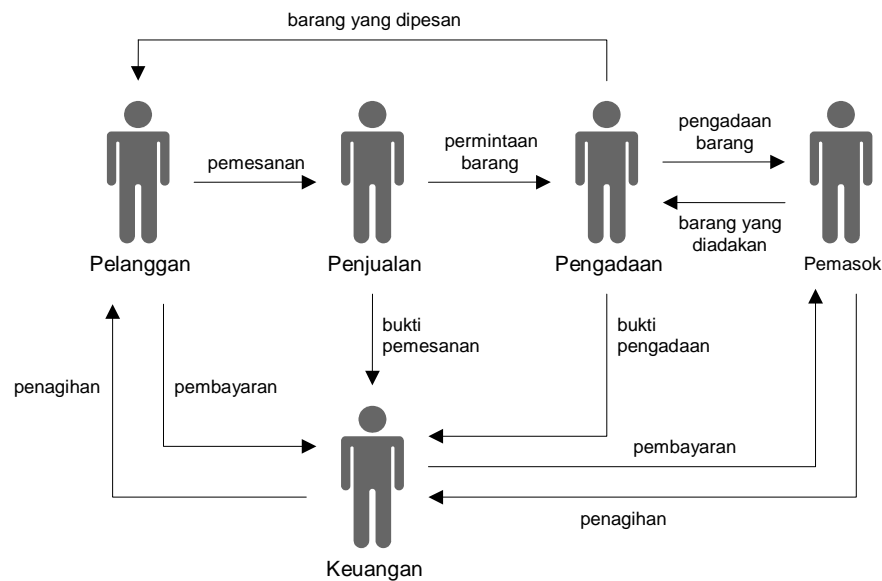 barang yang dipesan
pemesanan
permintaan
barang
pengadaan
barang
barang yang
diadakan
Pelanggan
Penjualan
Pengadaan
Pemasok
bukti
pemesanan
bukti
pengadaan
penagihan
pembayaran
pembayaran
penagihan
Keuangan